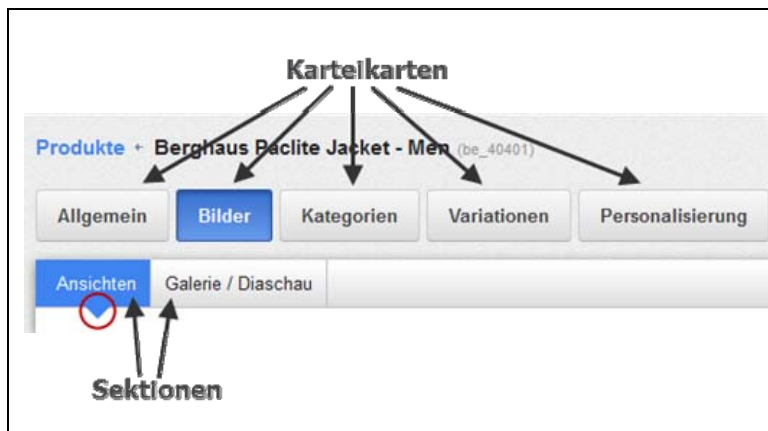 Karteikarten
Produkte ← Berghaus Paclite Jacket - Men (be_40401)
Allgemein Bilder Kategorien Variationen Personalisierung
Ansichten Galerie / Diaschau
Sektionen